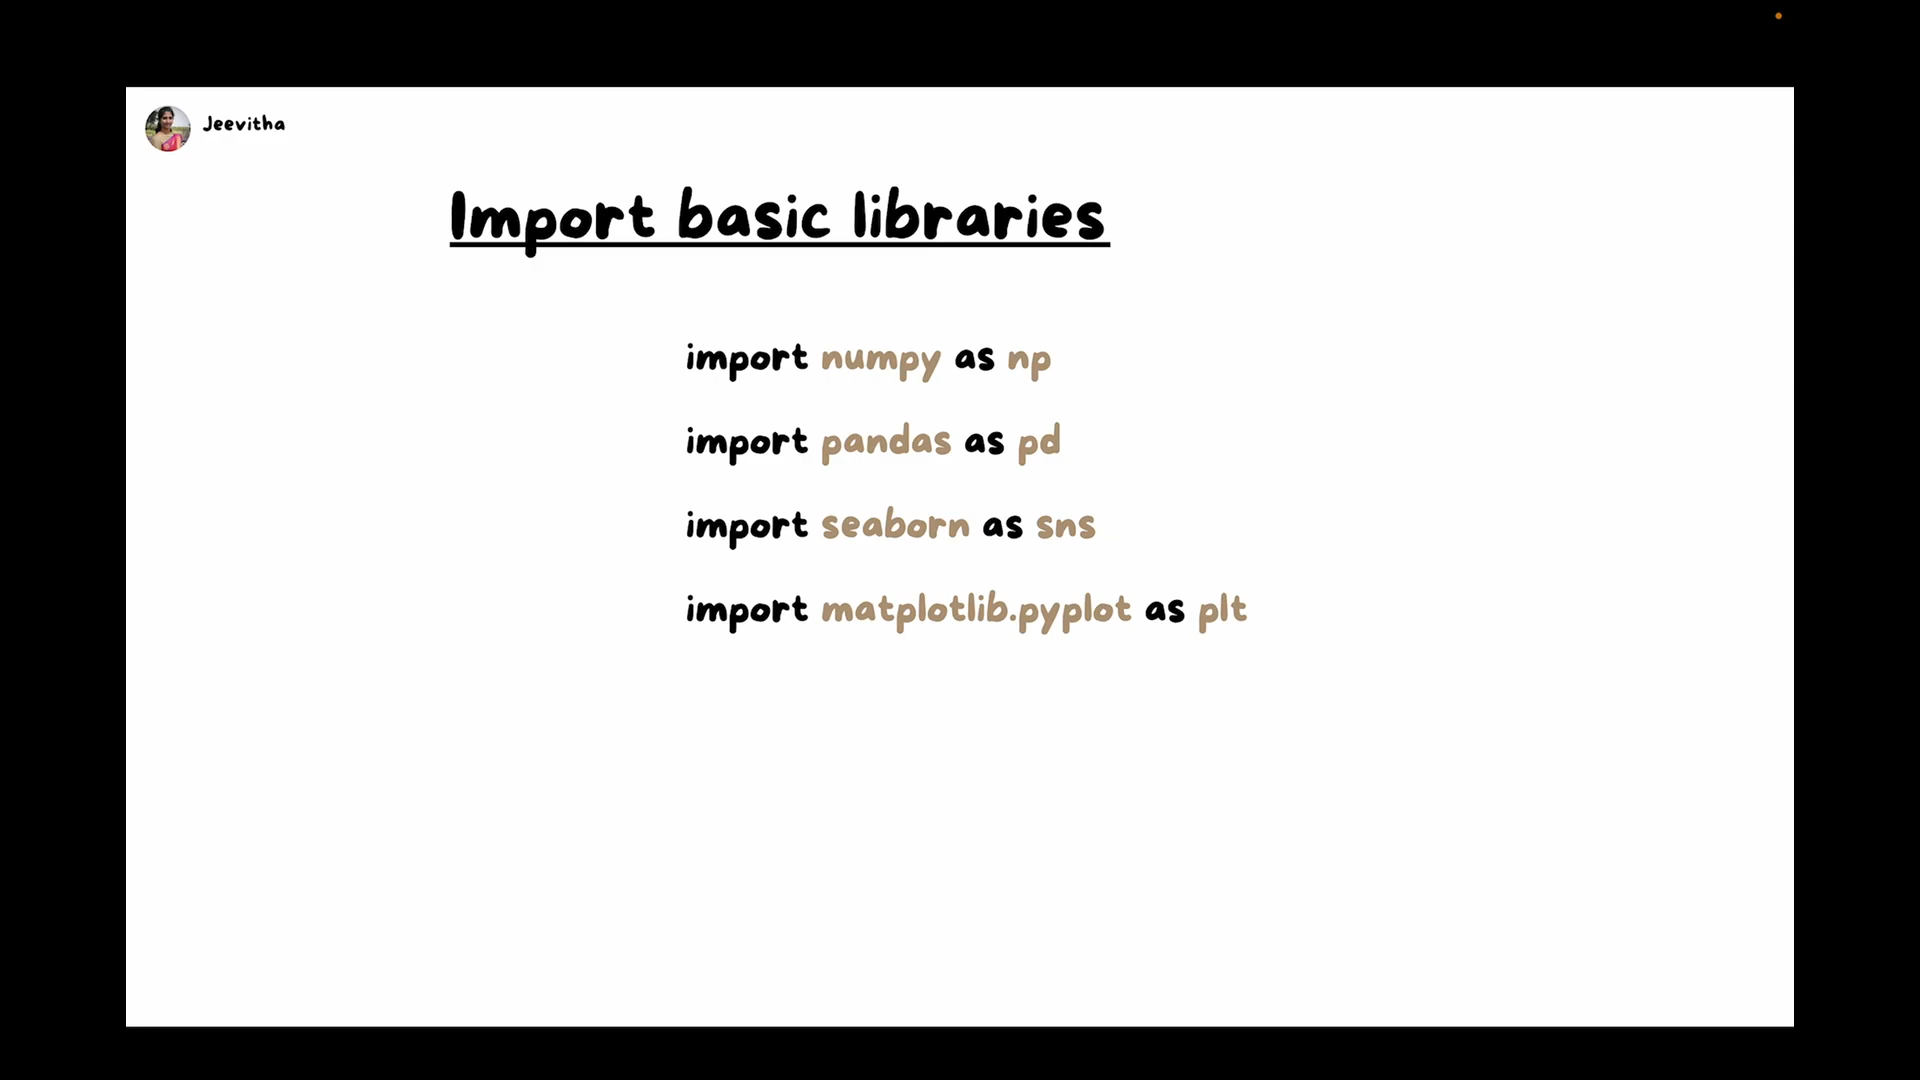 Jeevitha
Import basic libraries
import numpy as np
import pandas as pd
import seaborn as sns
import matplotlib.pyplot as plt